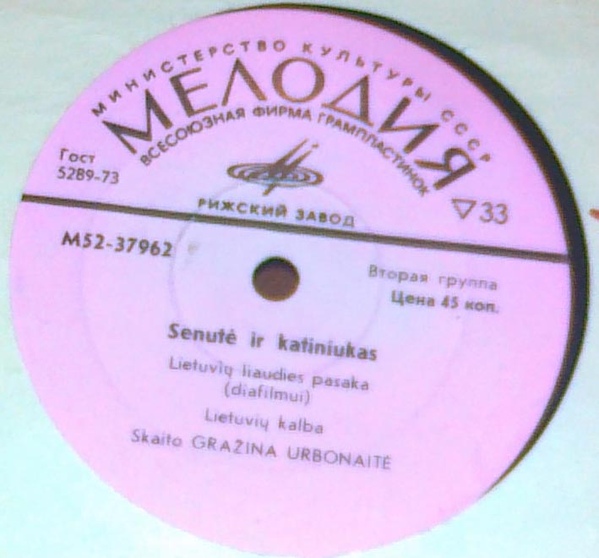 МИНИСТЕРСТВО КУЛЬТУРЫ СССР
МЕЛОДИЯ
ВСЕСОЮЗНАЯ ФИРМА ГРАМПЛАСТИНОК
Гост
5289-73
РИЖСКИЙ ЗАВОД
▽33
М52-37962
Вторая группа
Цена 45 коп.
Senutė ir katiniukas
Lietuvių liaudies pasaka
(diafilmui)
Lietuvių kalba
Skaito GRAŽINA URBONAITĖ